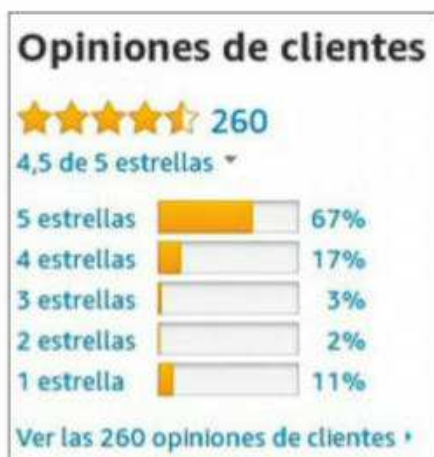 Opiniones de clientes
260
4,5 de 5 estrellas
5 estrellas 67%
4 estrellas 17%
3 estrellas 3%
2 estrellas 2%
1 estrella 11%
Ver las 260 opiniones de clientes